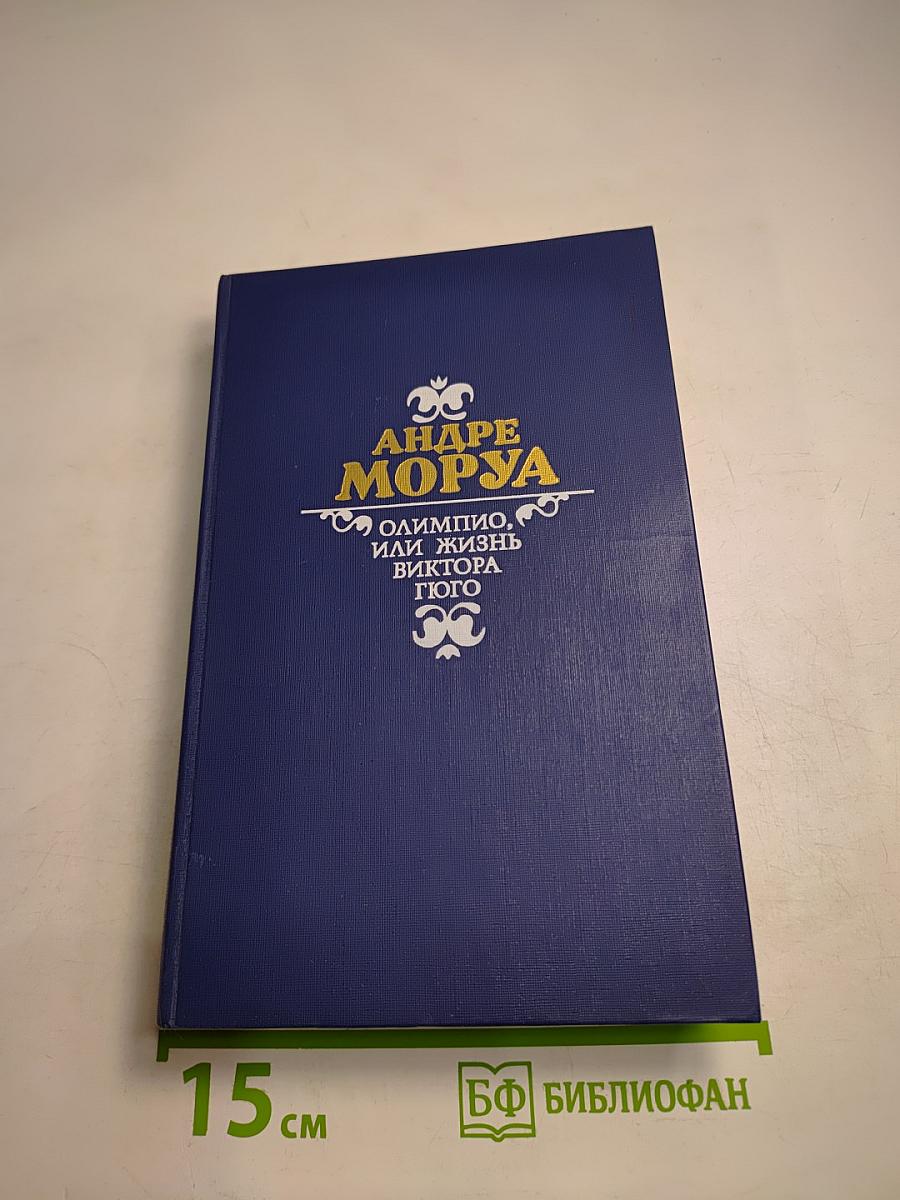 АНДРЕ
МОРУА
ОЛИМПИО,
ИЛИ ЖИЗНЬ
ВИКТОРА
ГЮГО
15 см
БФ БИБЛИОФАН